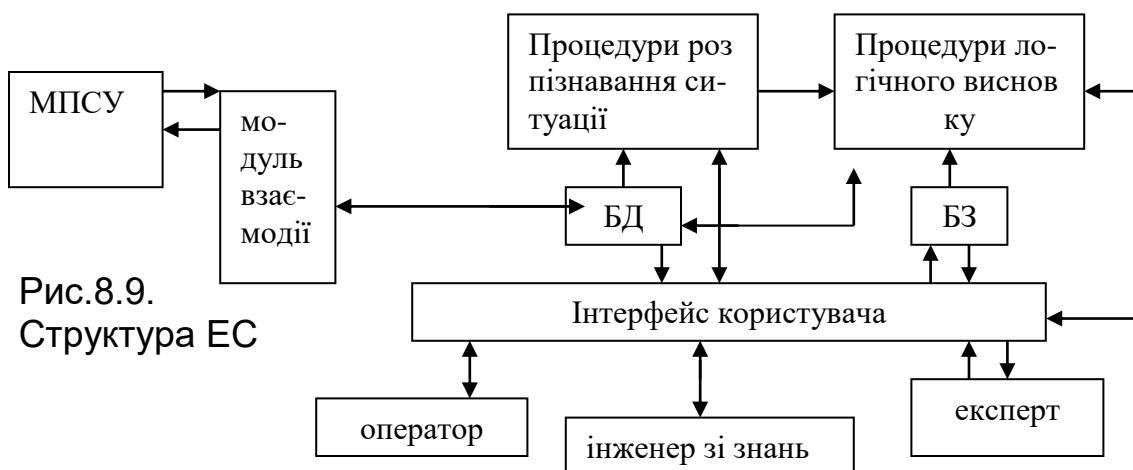 МПСУ
мо-
дуль
взає-
модії
Процедури роз
пізнавання си-
туації
Процедури ло-
гічного виснов
ку
БД
БЗ
Рис.8.9.
Структура ЕС
Інтерфейс користувача
оператор
інженер зі знань
експерт